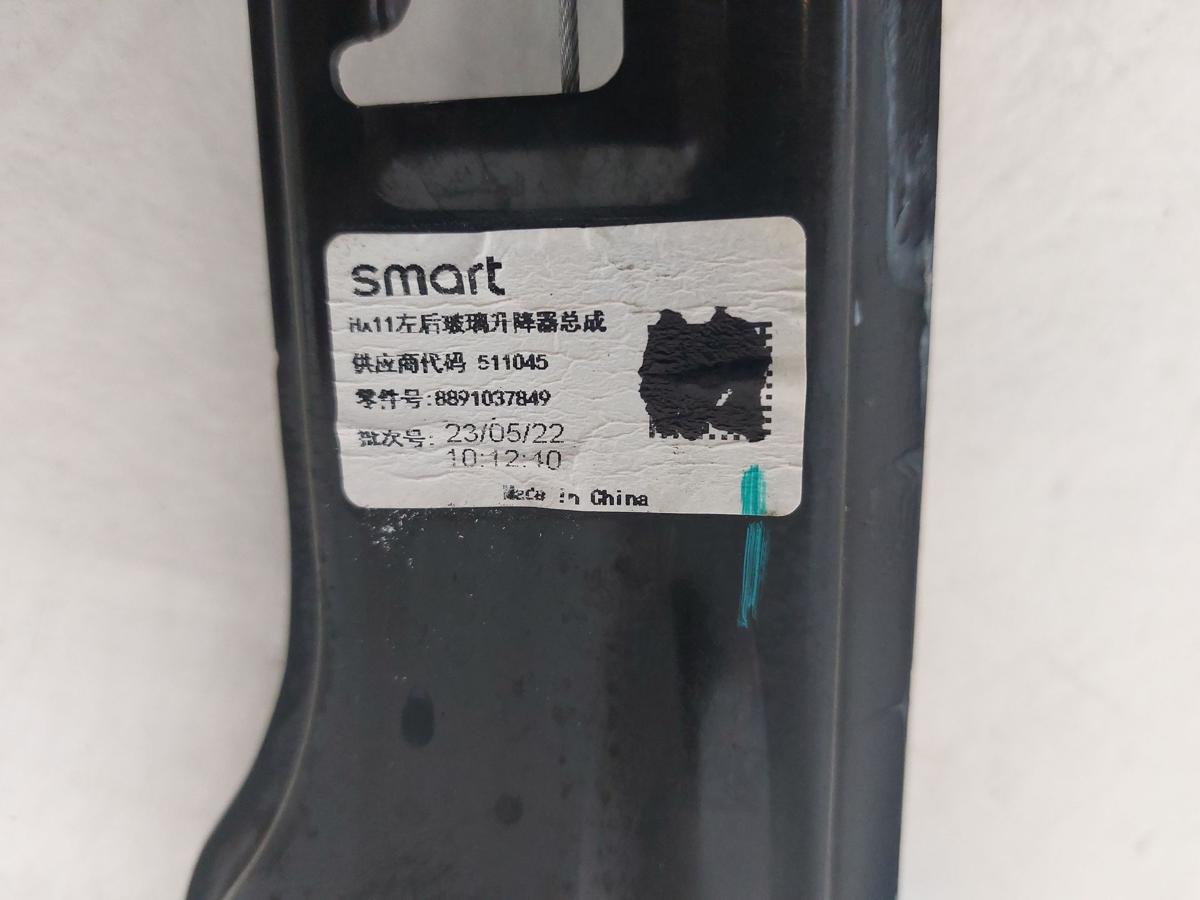 smart
Hx11左后玻璃升降器总成
供应商代码 511045
零件号:8891037849
批次号: 23/05/22
10:12:40
Made in China